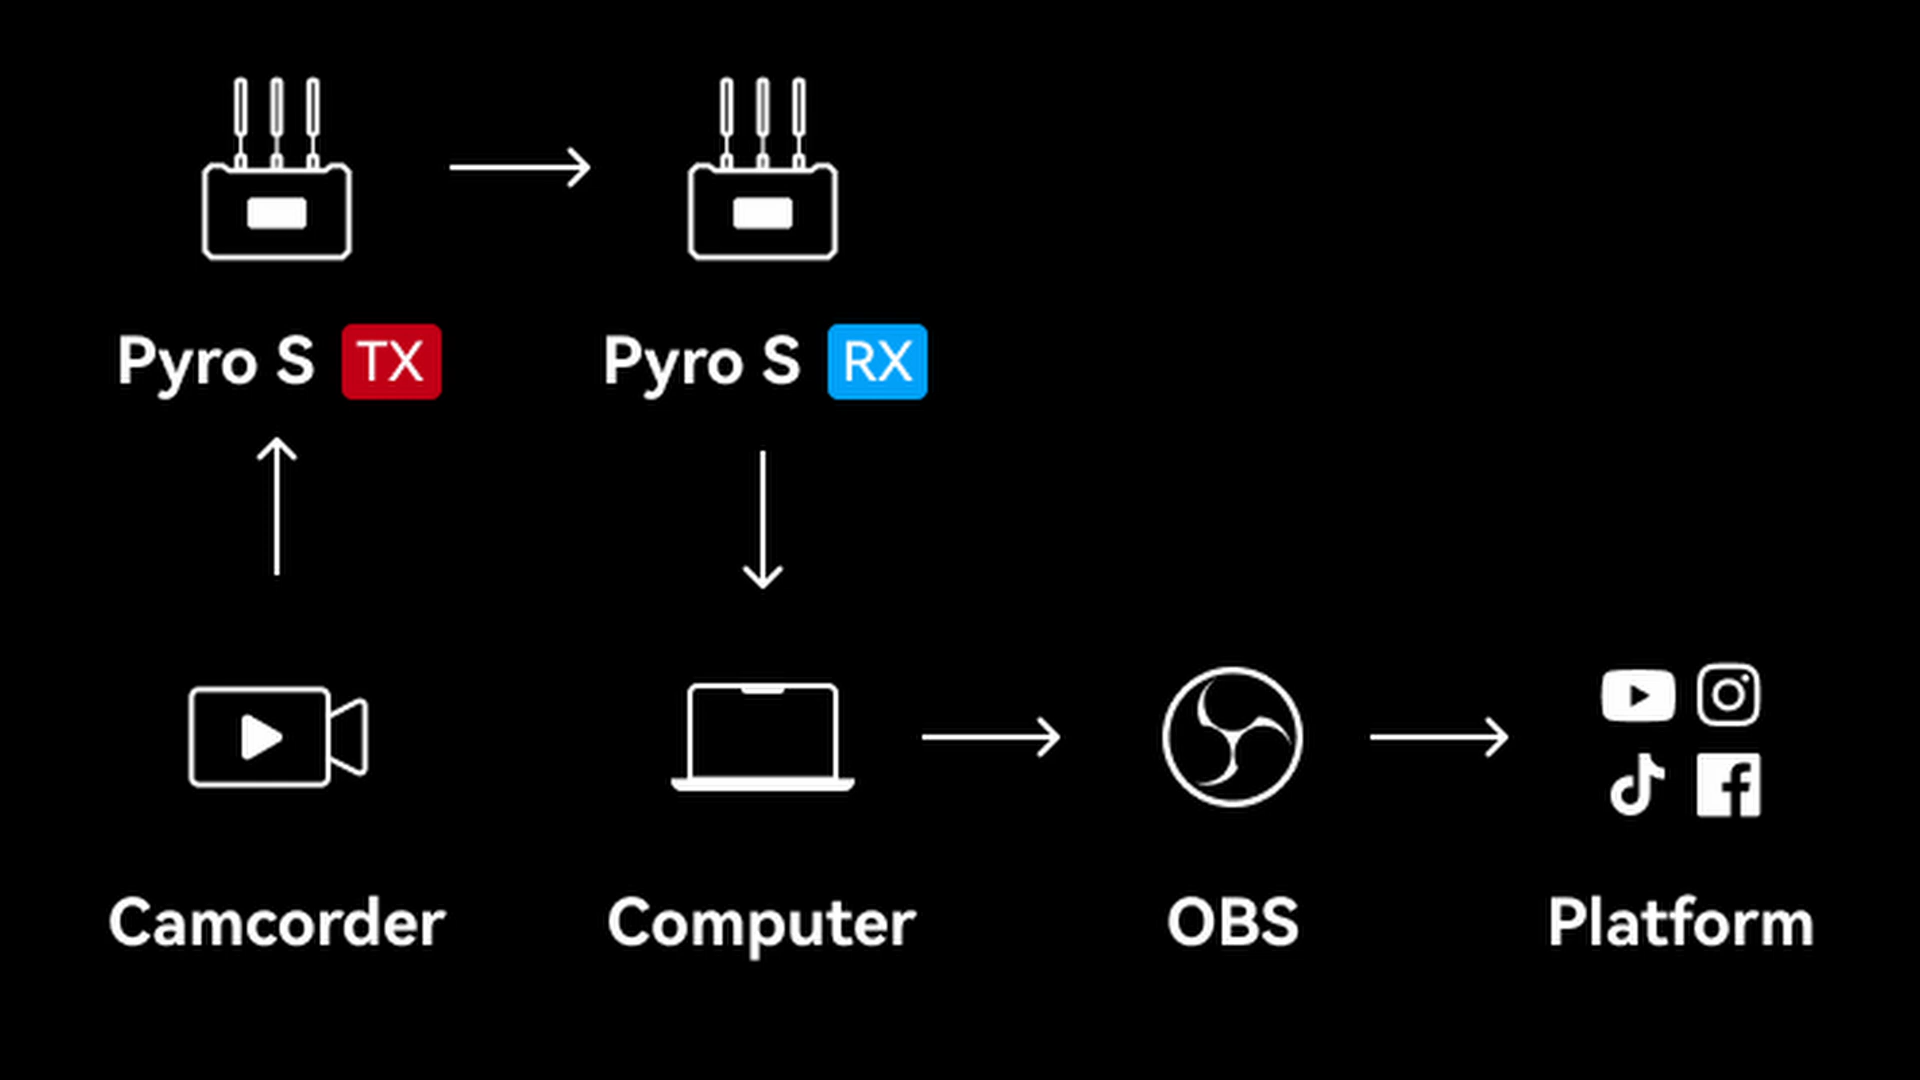 Pyro S TX
Pyro S RX
Camcorder
Computer
OBS
Platform